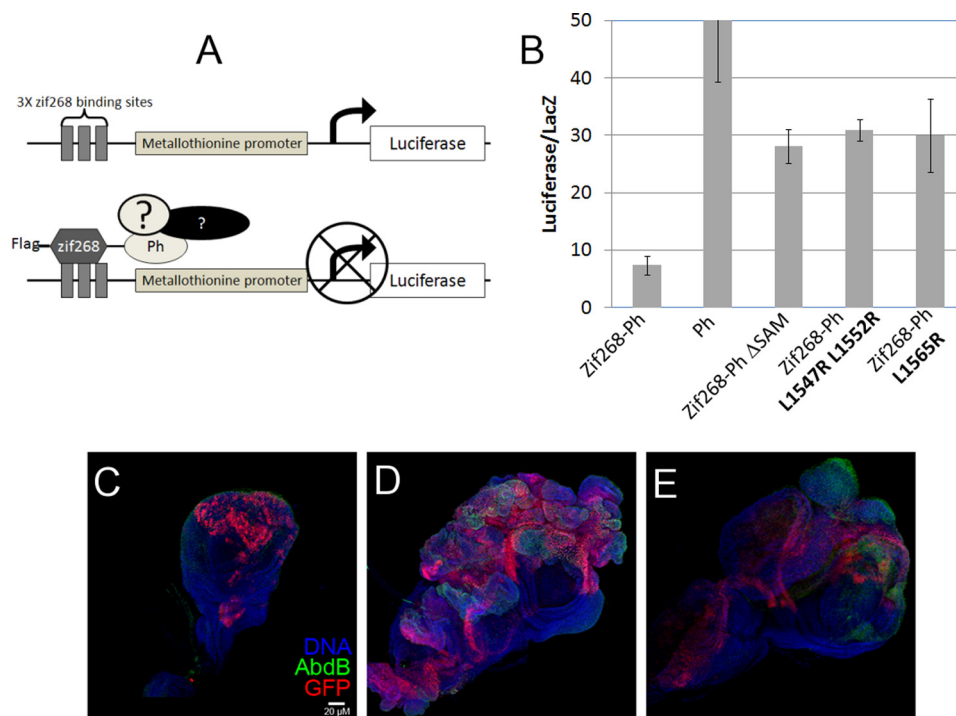 A
3X zif268 binding sites
Metallothionine promoter
Luciferase
?
?
Flag
zif268
Ph
Metallothionine promoter
Luciferase
B
Luciferase/LacZ
50
40
30
20
10
0
Zif268-Ph
Ph
Zif268-Ph ΔSAM
Zif268-Ph
L1547R L1552R
Zif268-Ph
L1565R
C
DNA
AbdB
GFP
20 µM
D
E